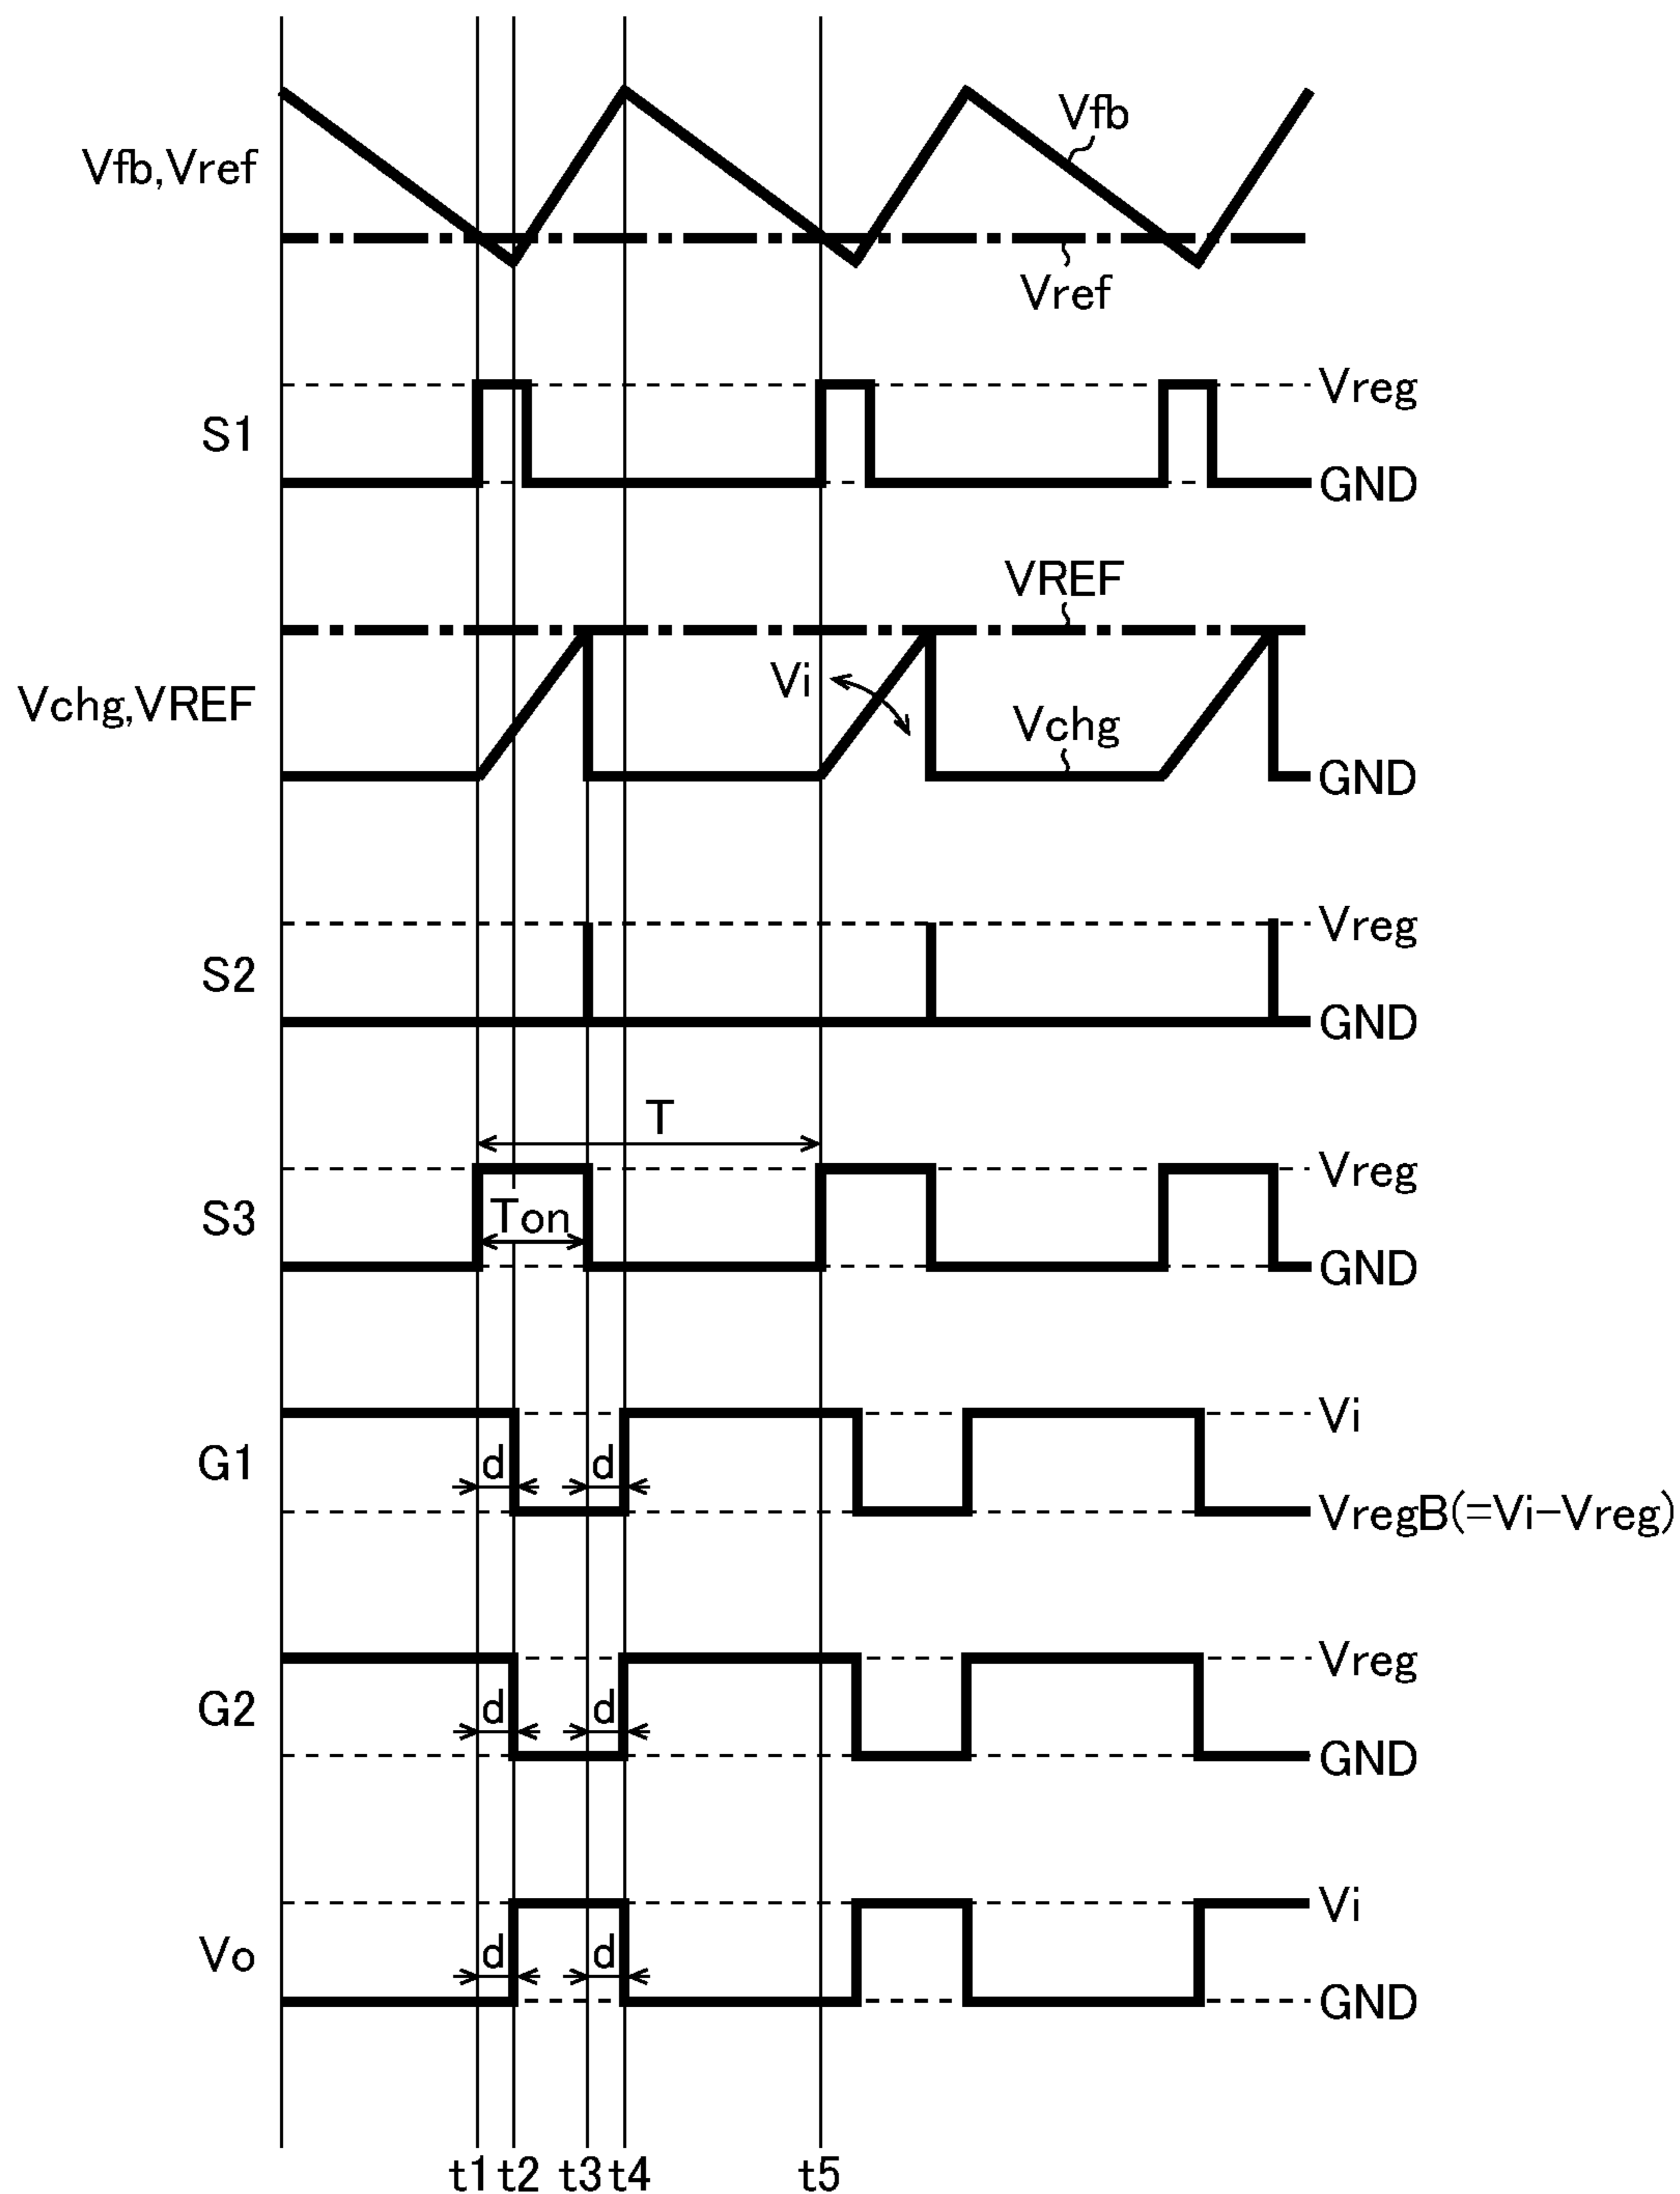 Vfb,Vref
Vfb
Vref
S1
Vreg
GND
VREF
Vchg,VREF
Vi
Vchg
GND
S2
Vreg
GND
T
S3
Ton
Vreg
GND
G1
d
d
Vi
VregB(=Vi−Vreg)
G2
d
d
Vreg
GND
Vo
d
d
Vi
GND
t1 t2 t3 t4 t5